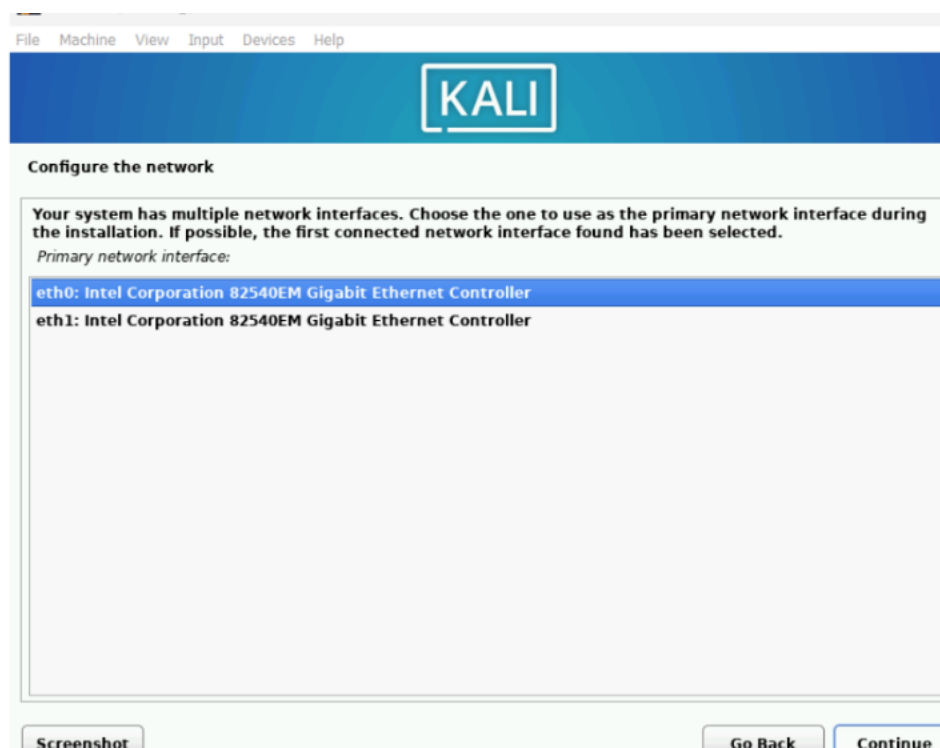 File Machine View Input Devices Help
KALI
Configure the network
Your system has multiple network interfaces. Choose the one to use as the primary network interface during
the installation. If possible, the first connected network interface found has been selected.
Primary network interface:
eth0: Intel Corporation 82540EM Gigabit Ethernet Controller
eth1: Intel Corporation 82540EM Gigabit Ethernet Controller
Screenshot Go Back Continue